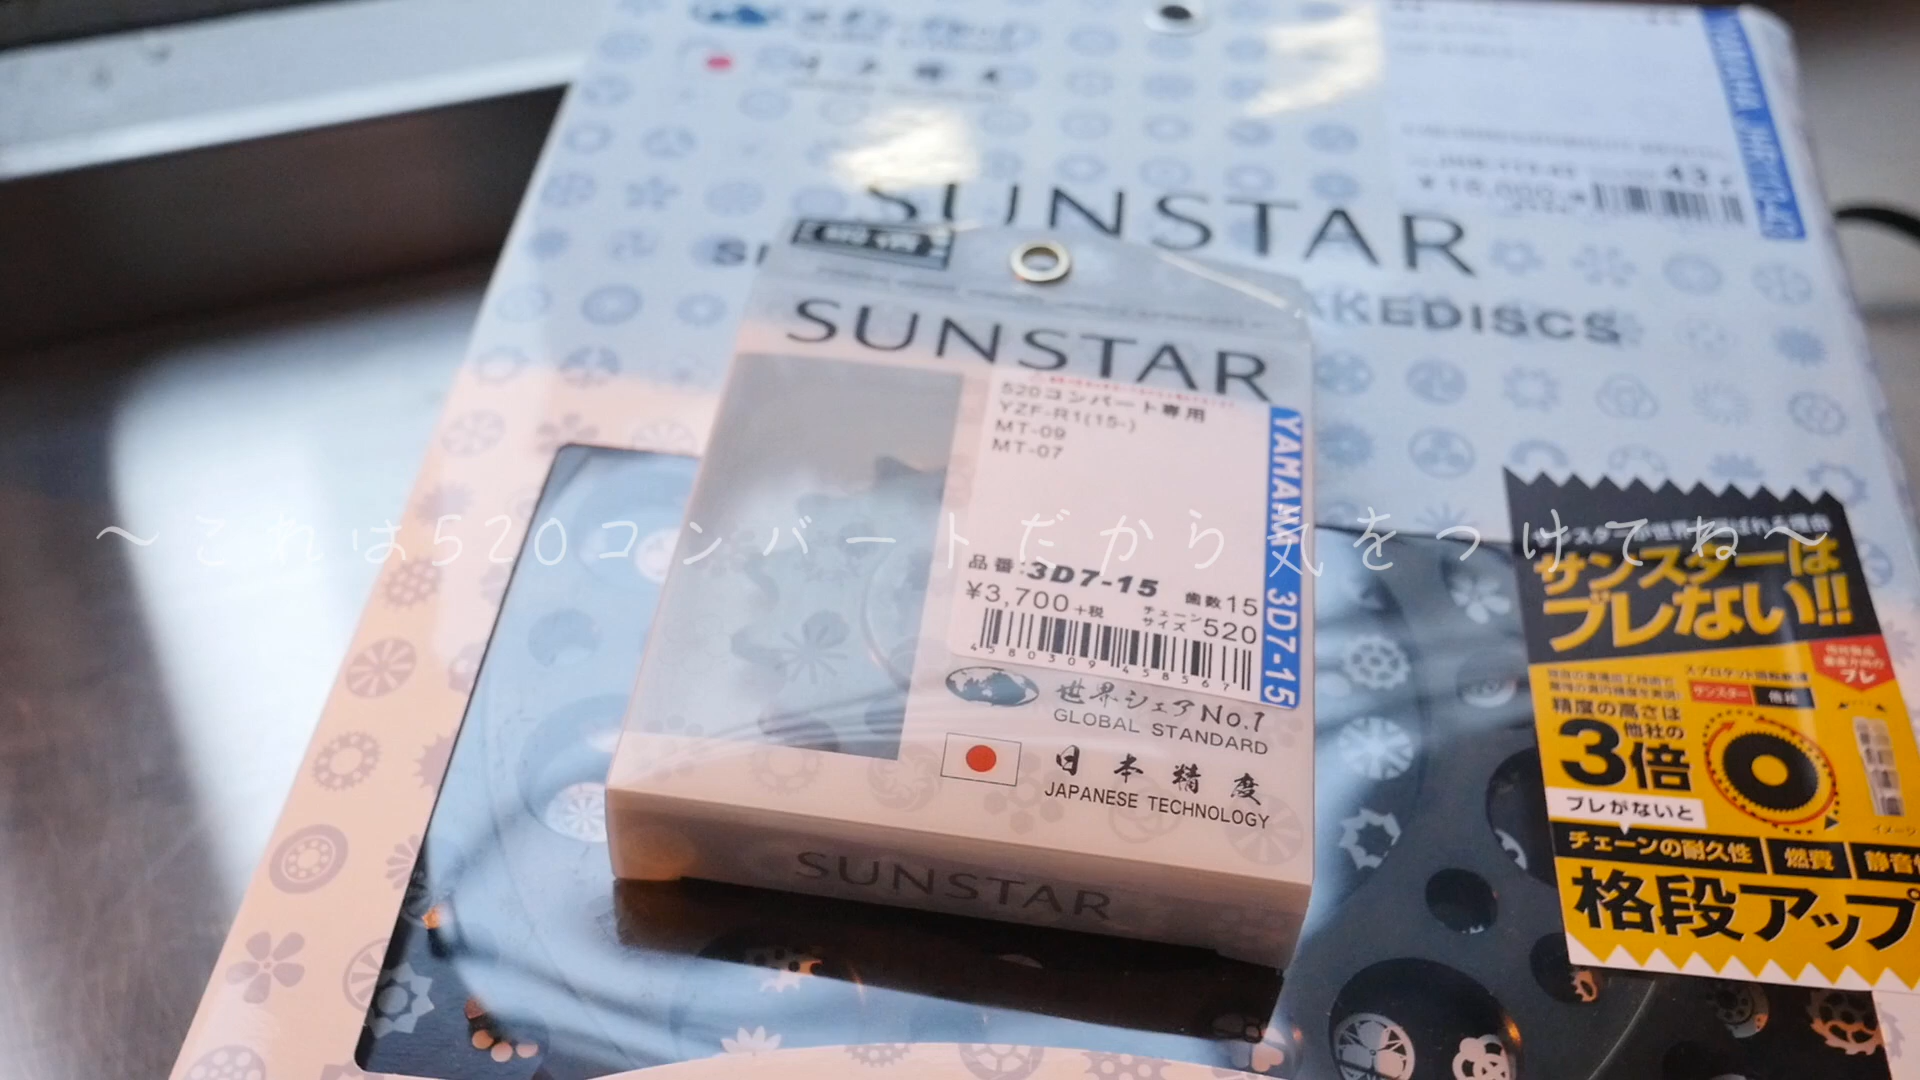 SUNSTAR
KEDISCS
43
YAMAHA
SUNSTAR
520コンバート専用
YZF-R1(15-)
MT-09
MT-07
品番:3D7-15 歯数15
¥3,700+税 チェーンサイズ520
4580309458567
YAMAHA 3D7-15
世界シェアNo.1
GLOBAL STANDARD
日本精度
JAPANESE TECHNOLOGY
SUNSTAR
～これは520コンバートだから気をつけてね～
サンスターは
ブレない!!
精度の高さは
他社の
3倍
ブレがないと
チェーンの耐久性 燃費 静音
格段アップ